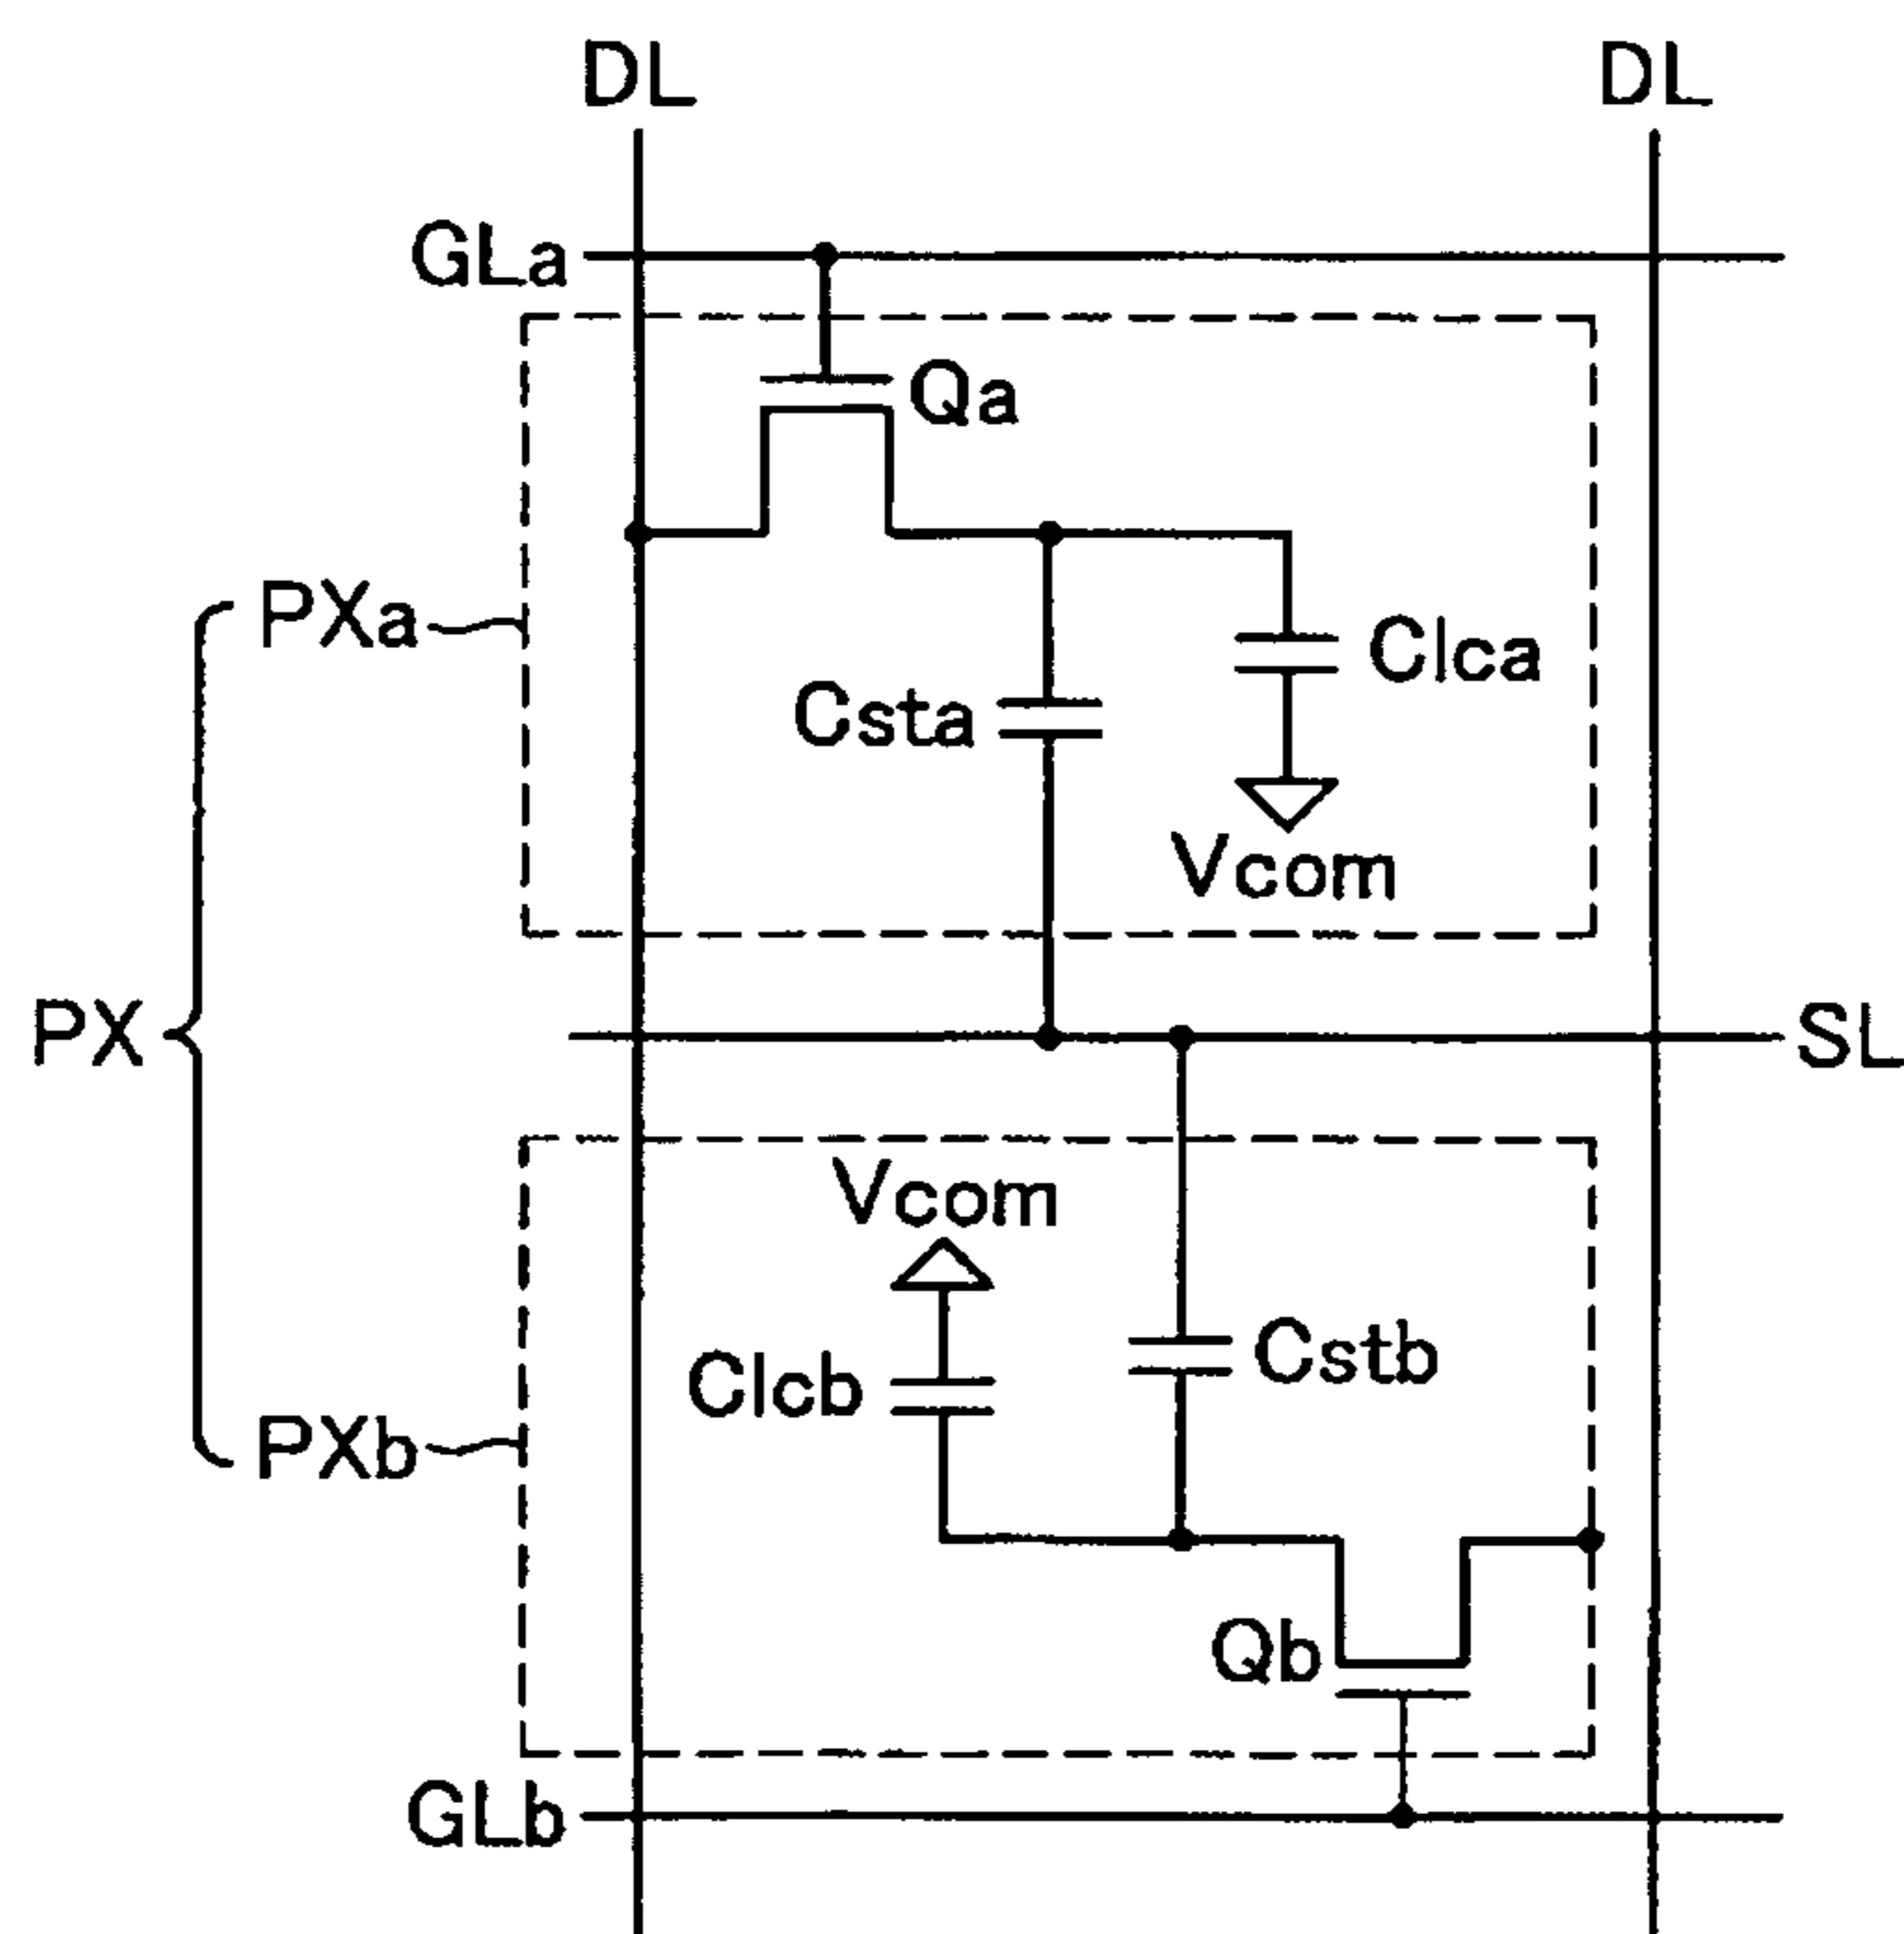 DL
DL
GLa
Qa
PXa
Clca
Csta
Vcom
PX
SL
Vcom
Cstb
Clcb
PXb
Qb
GLb